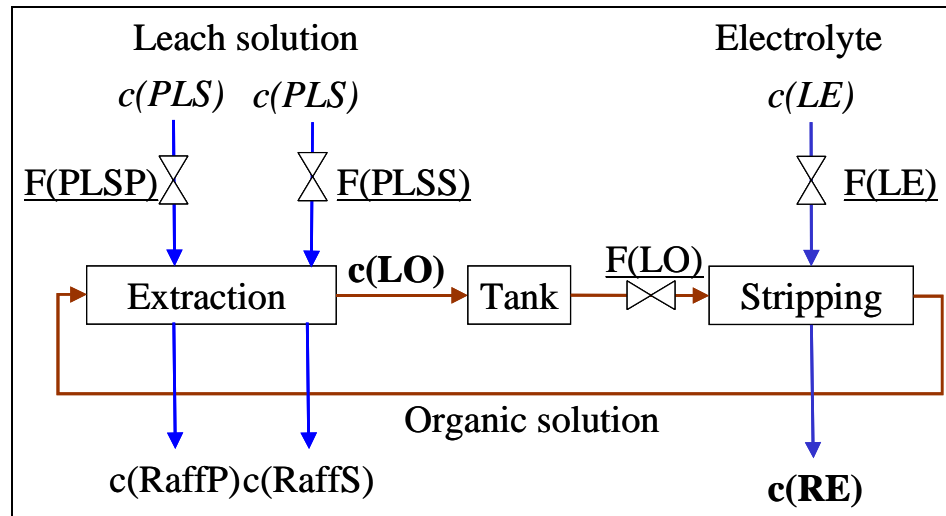 Leach solution
Electrolyte
c(PLS)
c(PLS)
c(LE)
F(PLSP)
F(PLSS)
F(LE)
c(LO)
F(LO)
Extraction
Tank
Stripping
Organic solution
c(RaffP)
c(RaffS)
c(RE)